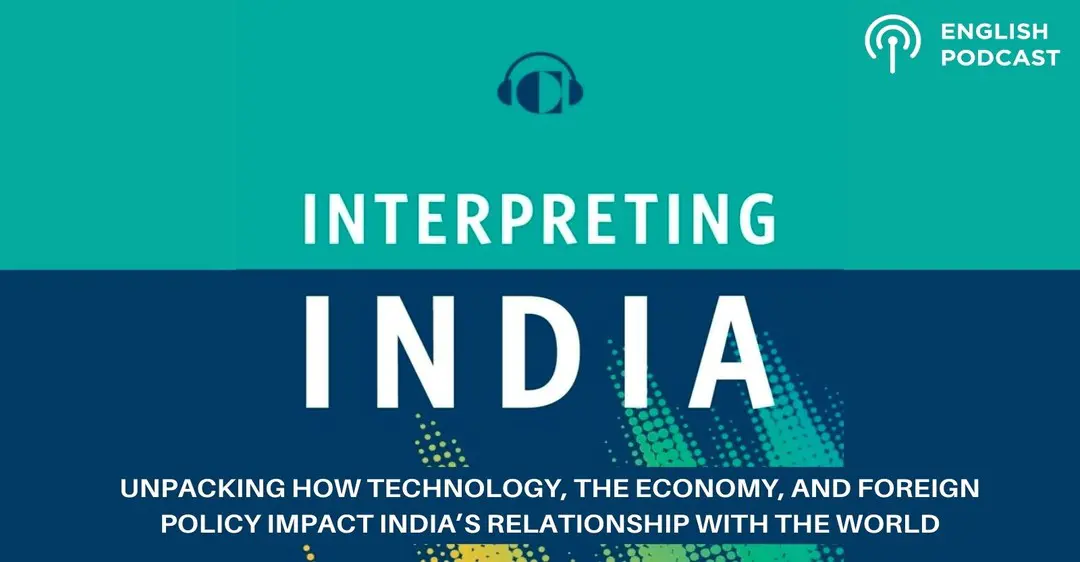 ENGLISH
PODCAST
INTERPRETING
INDIA
UNPACKING HOW TECHNOLOGY, THE ECONOMY, AND FOREIGN
POLICY IMPACT INDIA’S RELATIONSHIP WITH THE WORLD